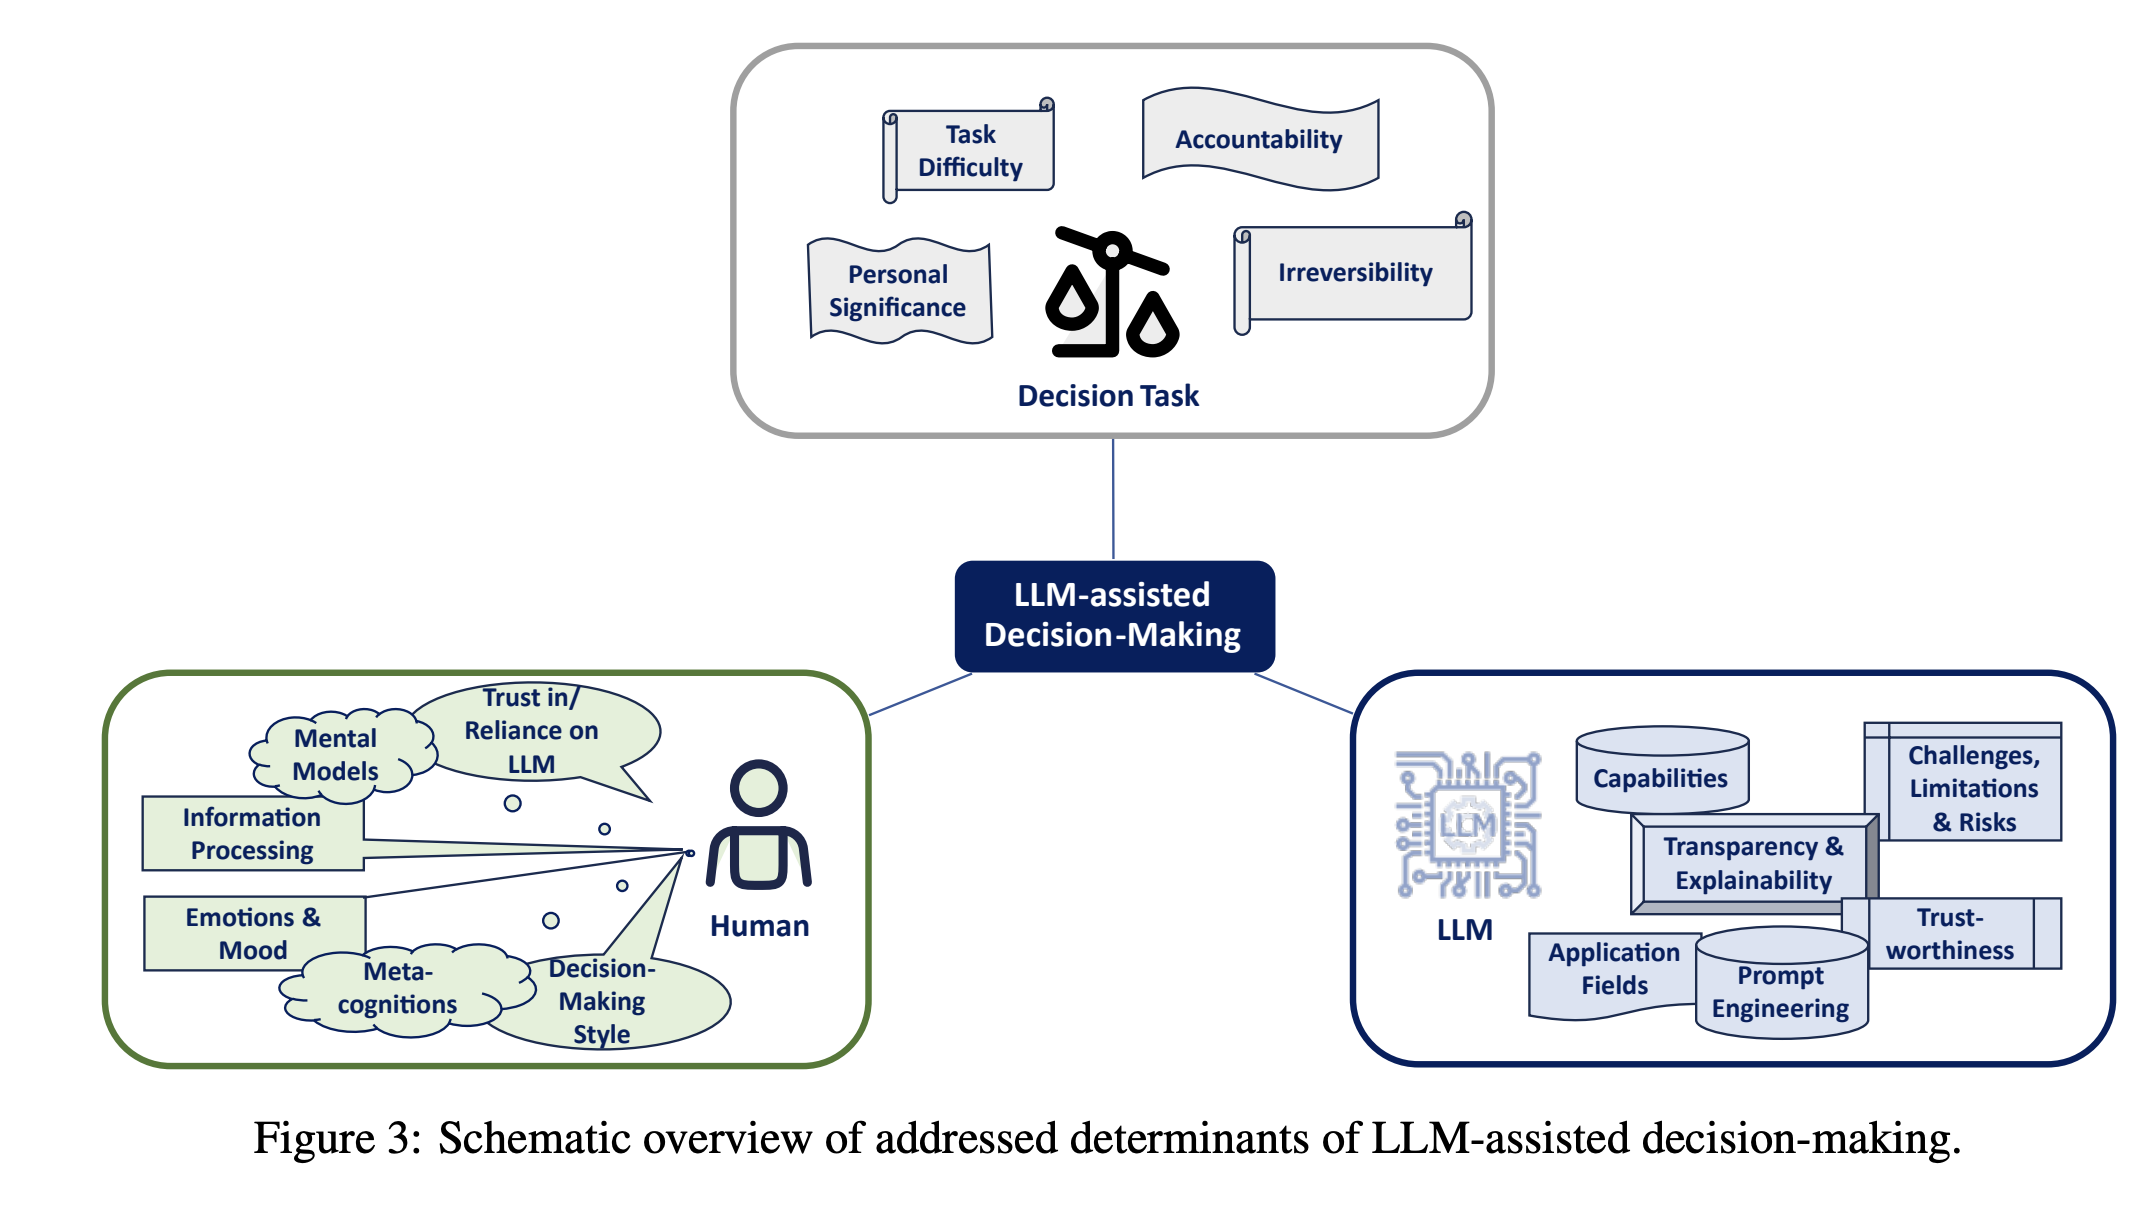 Task
Difficulty
Accountability
Personal
Significance
Irreversibility
Decision Task
LLM-assisted
Decision-Making
Trust in/
Reliance on
LLM
Mental
Models
Information
Processing
Emotions &
Mood
Meta-
cognitions
Decision-
Making
Style
Human
LLM
LLM
Capabilities
Challenges,
Limitations
& Risks
Transparency &
Explainability
Trust-
worthiness
Application
Fields
Prompt
Engineering
Figure 3: Schematic overview of addressed determinants of LLM-assisted decision-making.